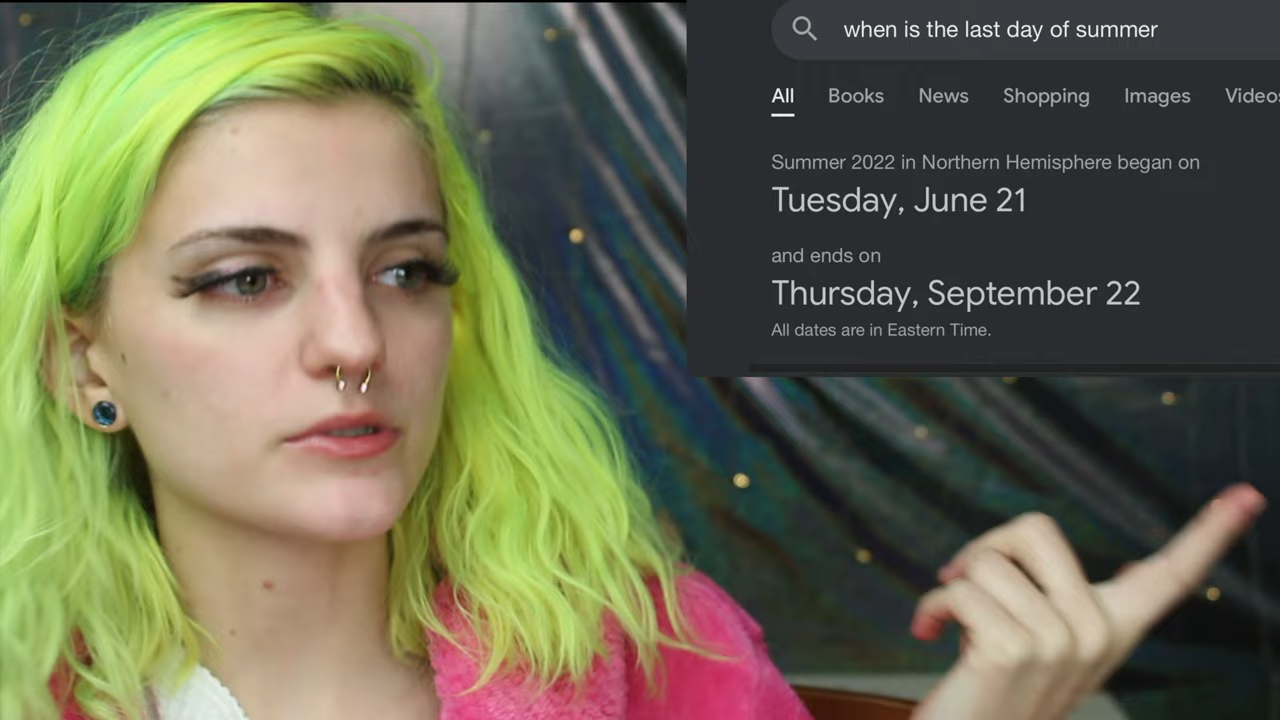 when is the last day of summer
All Books News Shopping Images Videos
Summer 2022 in Northern Hemisphere began on
Tuesday, June 21
and ends on
Thursday, September 22
All dates are in Eastern Time.